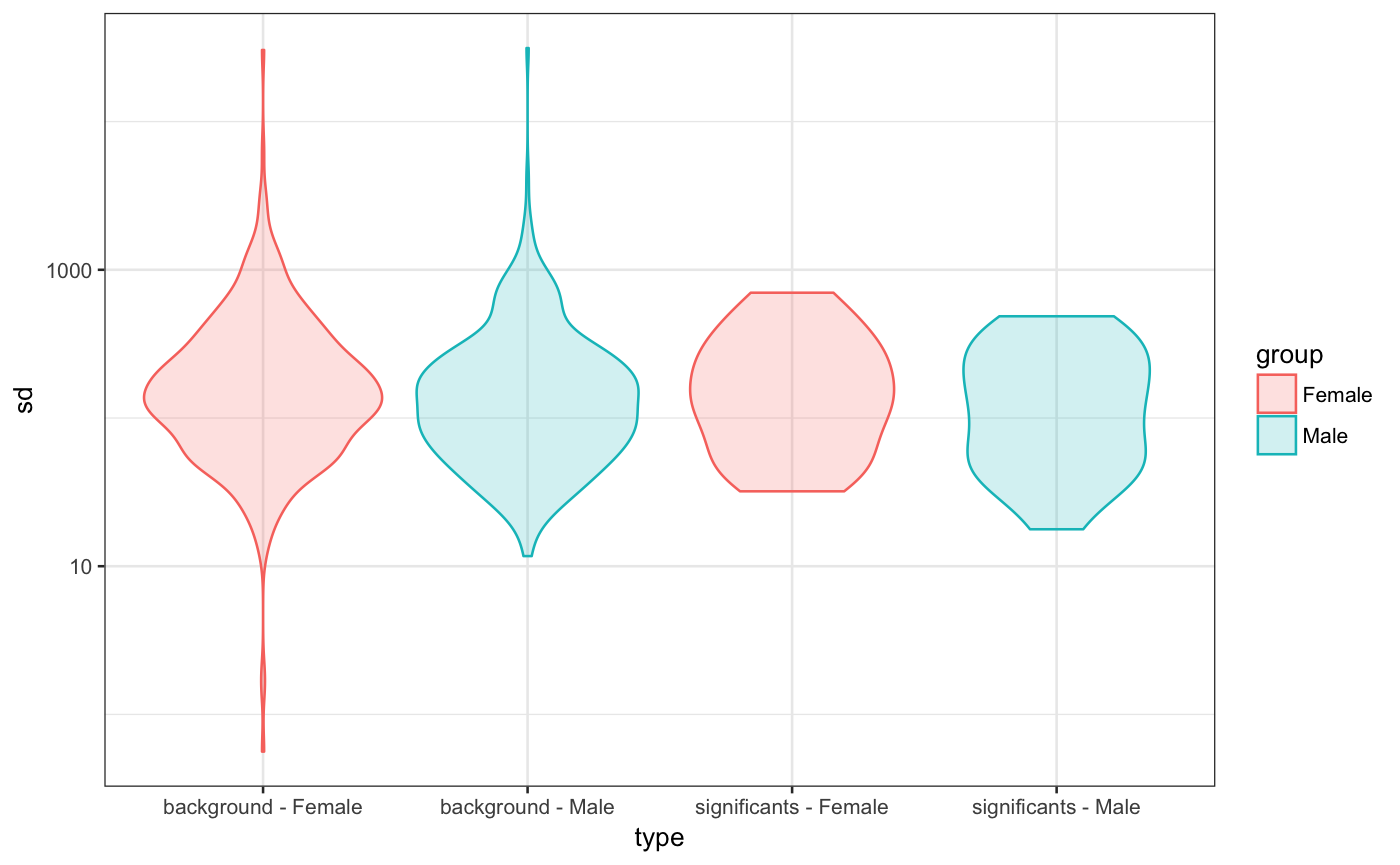 sd
1000
10
background - Female
background - Male
significants - Female
significants - Male
type
group
Female
Male